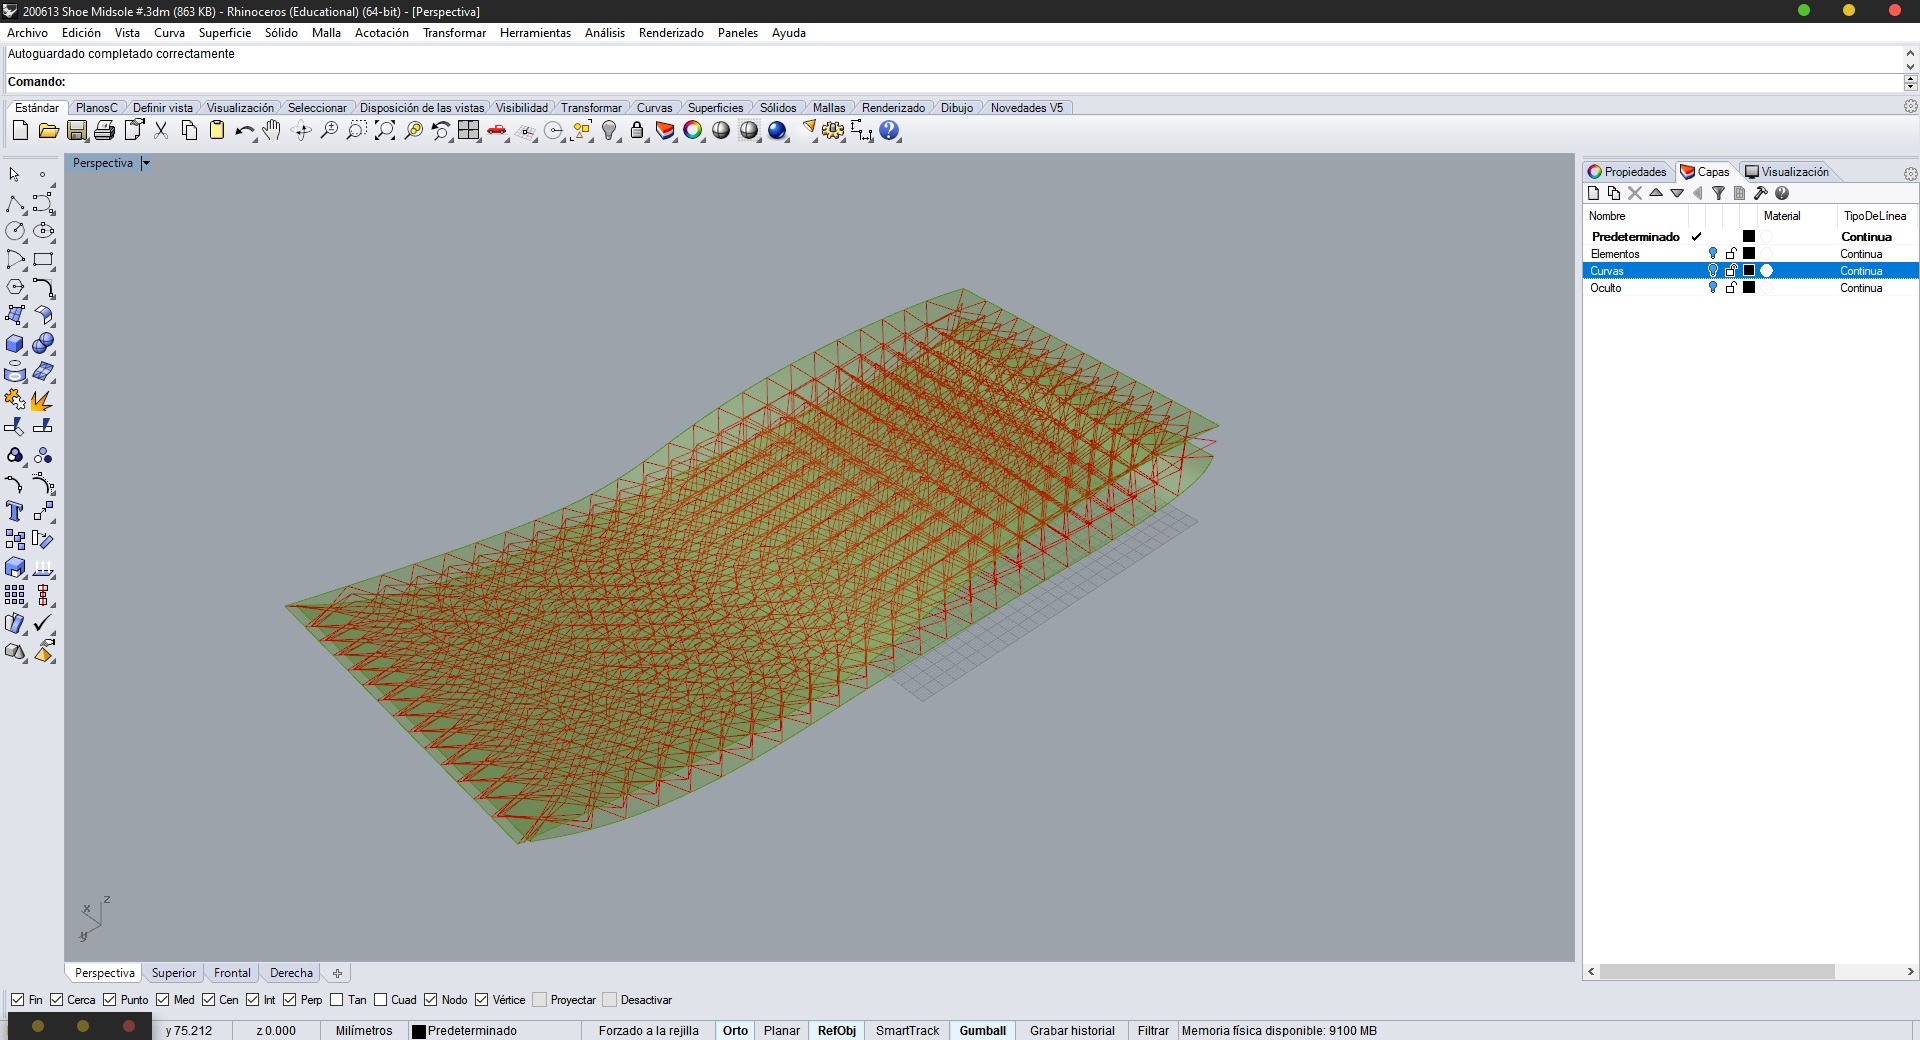 200613 Shoe Midsole #.3dm (863 KB) - Rhinoceros (Educational) (64-bit) - [Perspectiva]
Archivo Edición Vista Curva Superficie Sólido Malla Acotación Transformar Herramientas Análisis Renderizado Paneles Ayuda
Autoguardado completado correctamente
Comando:
Estándar PlanosC Definir vista Visualización Seleccionar Disposición de las vistas Visibilidad Transformar Curvas Superficies Sólidos Mallas Renderizado Dibujo Novedades V5
Perspectiva
Propiedades Capas Visualización
Nombre Material TipoDeLínea
Predeterminado Continua
Elementos Continua
Curvas Continua
Oculto Continua
z
x
y
Perspectiva Superior Frontal Derecha
Fin Cerca Punto Med Cen Int Perp Tan Cuad Nodo Vértice Proyectar Desactivar
y 75.212 z 0.000 Milímetros Predeterminado Forzado a la rejilla Orto Planar RefObj SmartTrack Gumball Grabar historial Filtrar Memoria física disponible: 9100 MB